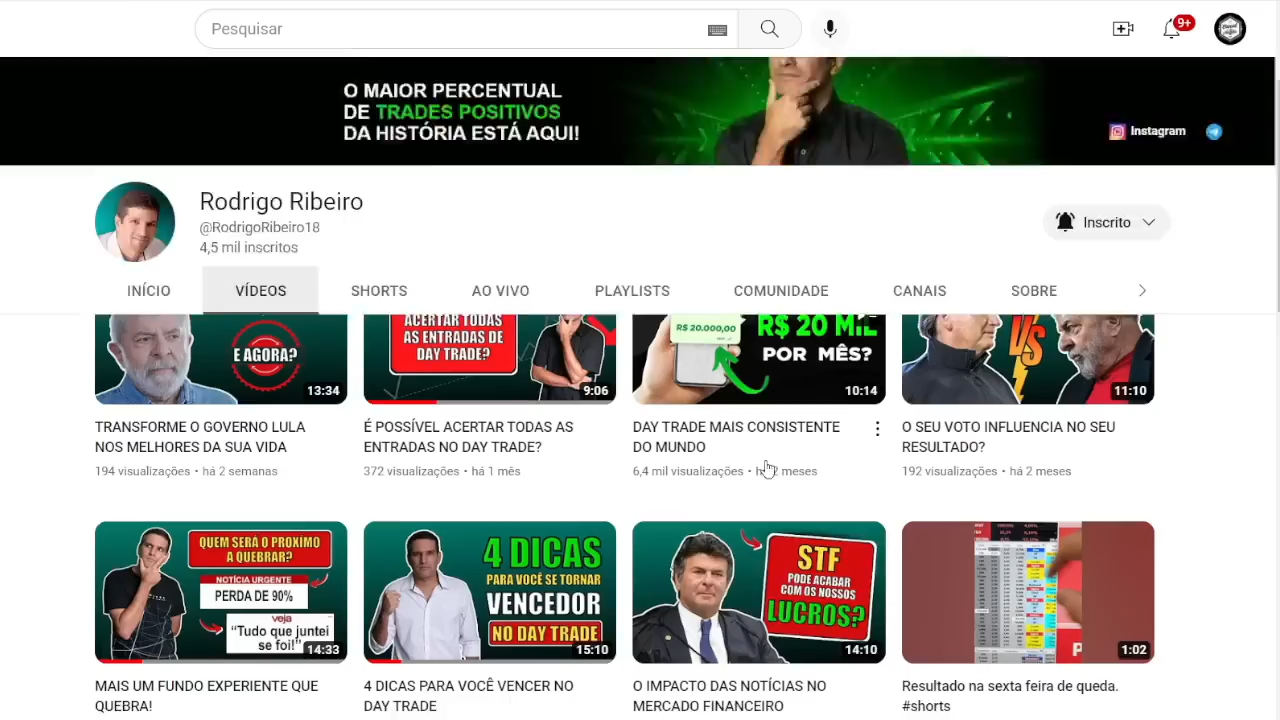 Pesquisar
9+
O MAIOR PERCENTUAL
DE TRADES POSITIVOS
DA HISTÓRIA ESTÁ AQUI!
Instagram
Rodrigo Ribeiro
@RodrigoRibeiro18
4,5 mil inscritos
Inscrito
INÍCIO VÍDEOS SHORTS AO VIVO PLAYLISTS COMUNIDADE CANAIS SOBRE
E AGORA?
13:34
ACERTAR TODAS
AS ENTRADAS DE
DAY TRADE?
9:06
R$ 20.000,00
R$ 20 MIL
POR MÊS?
10:14
VS
11:10
TRANSFORME O GOVERNO LULA
NOS MELHORES DA SUA VIDA
194 visualizações • há 2 semanas
É POSSÍVEL ACERTAR TODAS AS
ENTRADAS NO DAY TRADE?
372 visualizações • há 1 mês
DAY TRADE MAIS CONSISTENTE
DO MUNDO
6,4 mil visualizações • há 2 meses
O SEU VOTO INFLUENCIA NO SEU
RESULTADO?
192 visualizações • há 2 meses
QUEM SERÁ O PRÓXIMO
A QUEBRAR?
NOTÍCIA URGENTE
PERDA DE 90%
veja
“Tudo que juntei
se foi!”
14:33
4 DICAS
PARA VOCÊ SE TORNAR
VENCEDOR
NO DAY TRADE
15:10
STF
PODE ACABAR
COM OS NOSSOS
LUCROS?
14:10
1:02
MAIS UM FUNDO EXPERIENTE QUE
QUEBRA!
4 DICAS PARA VOCÊ VENCER NO
DAY TRADE
O IMPACTO DAS NOTÍCIAS NO
MERCADO FINANCEIRO
Resultado na sexta feira de queda.
#shorts